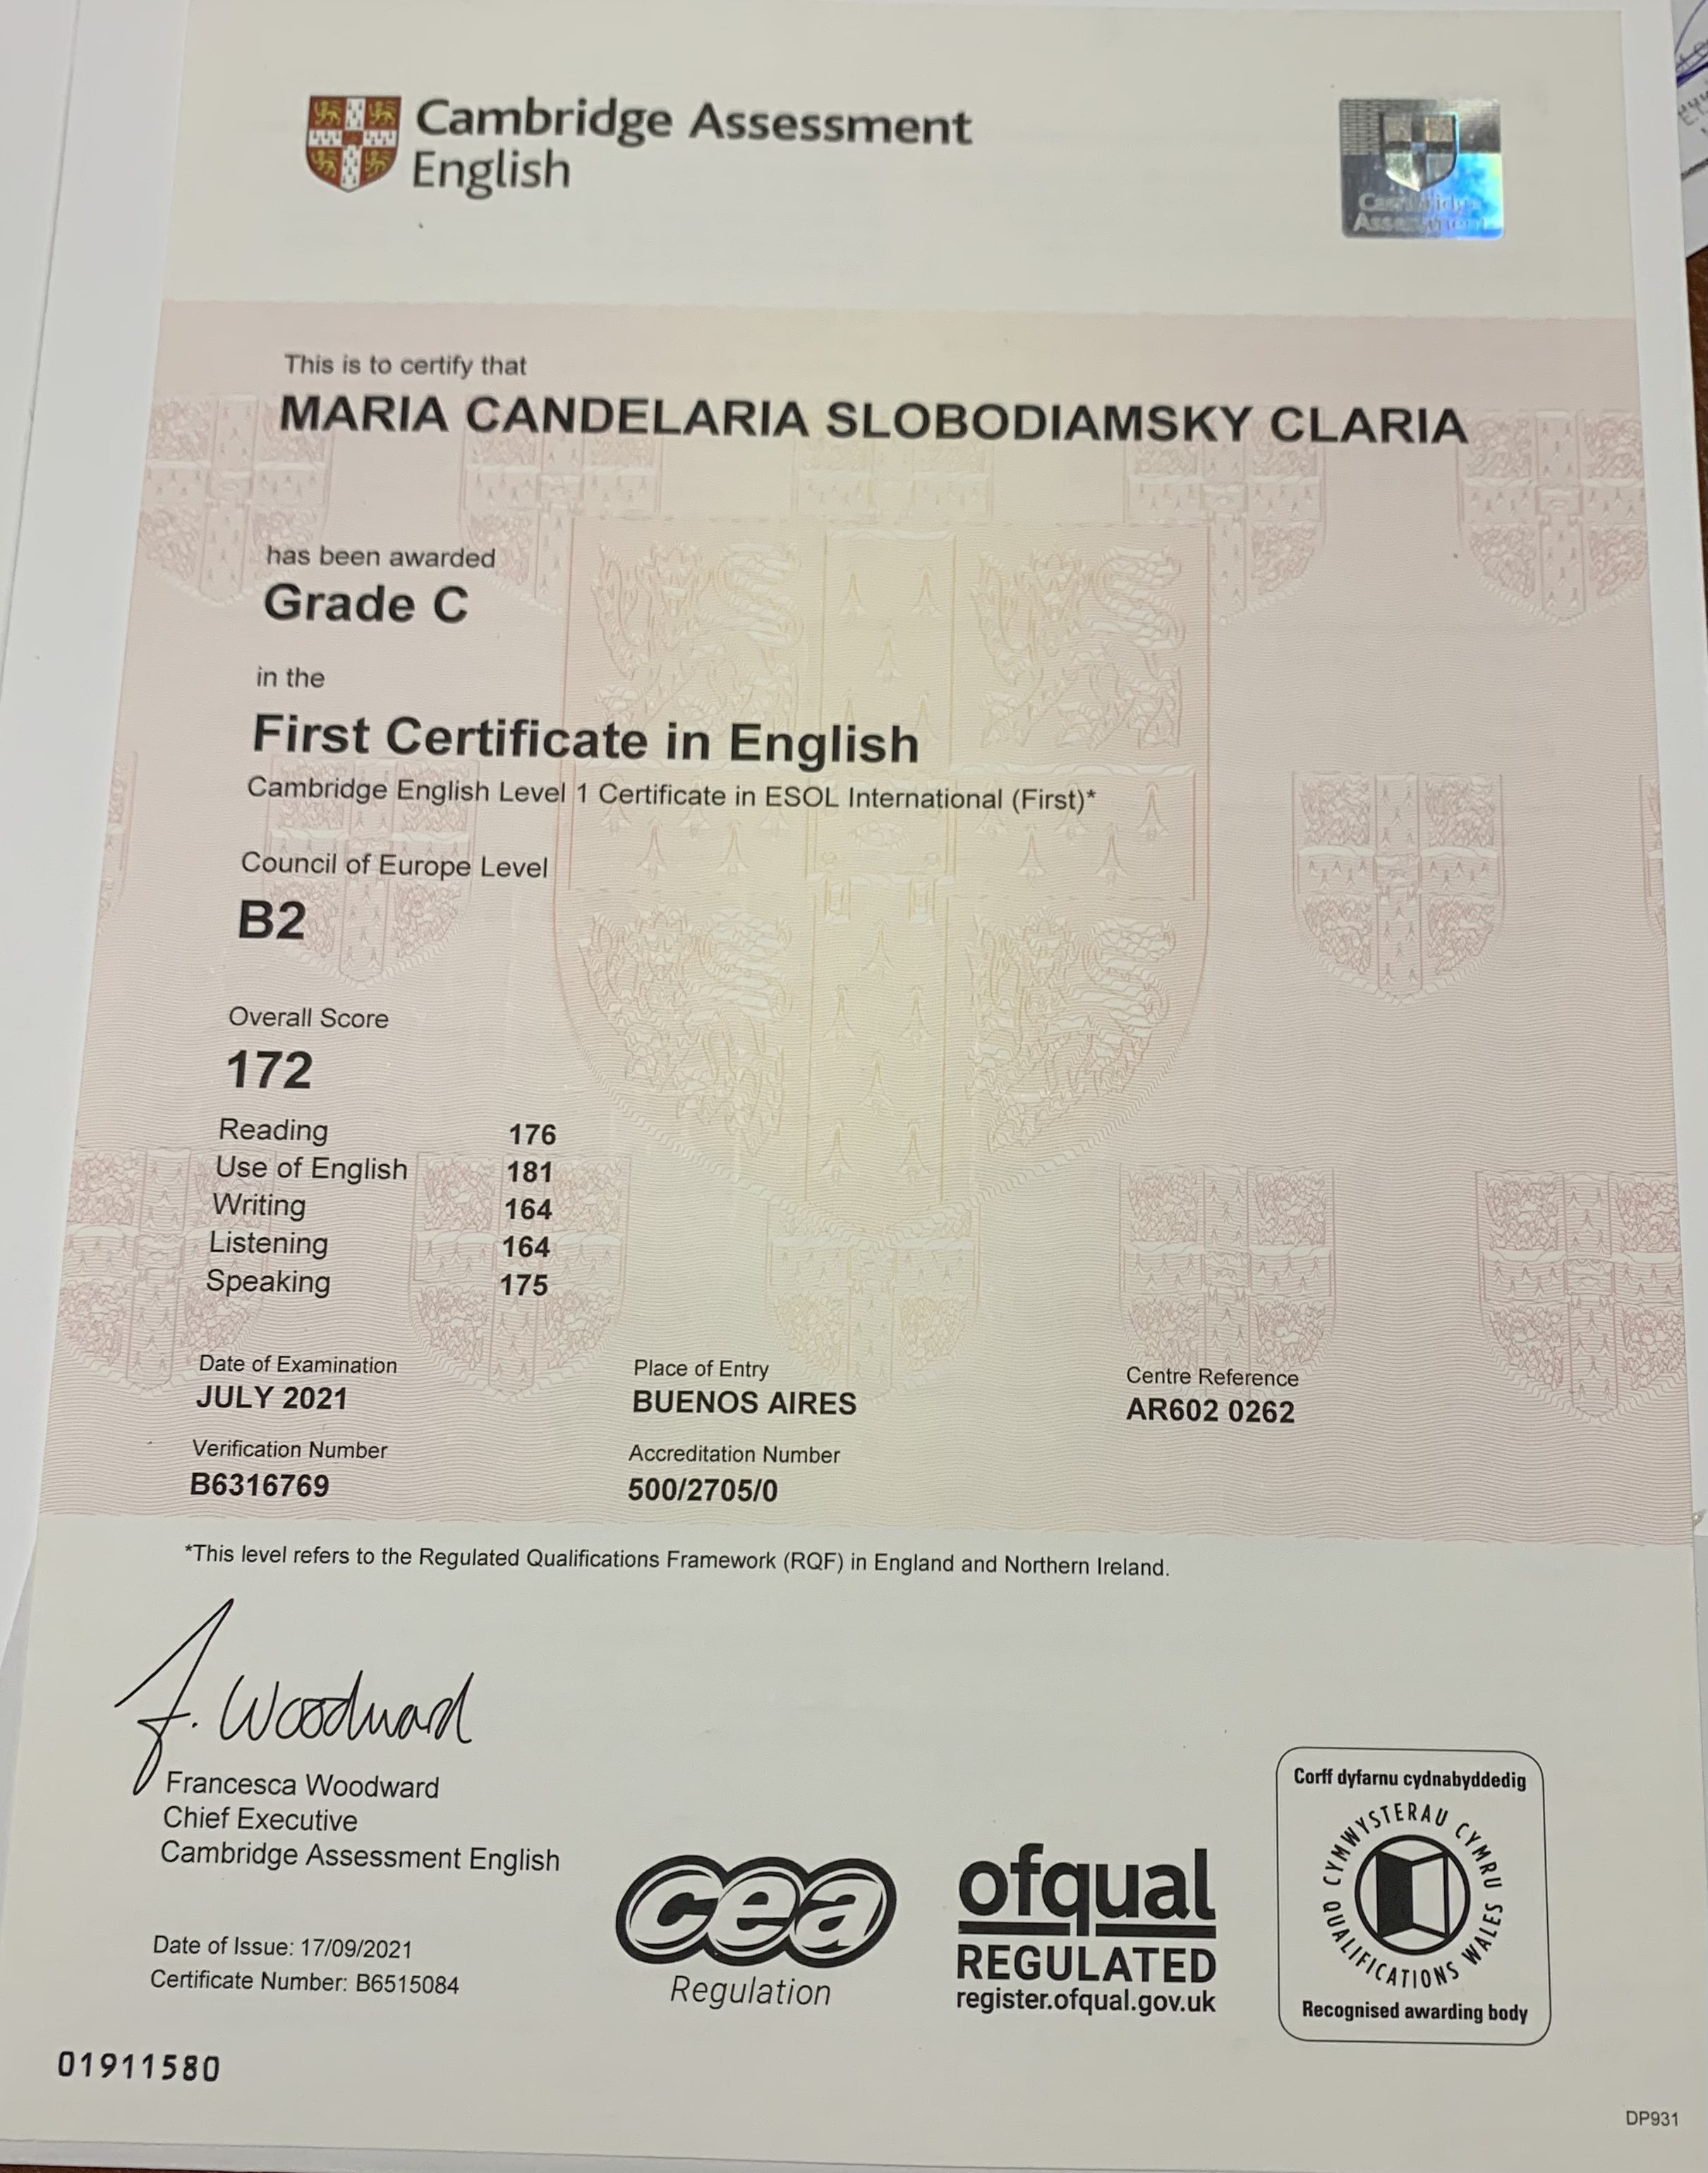 Cambridge Assessment
English
Cambridge
Assessment
This is to certify that
MARIA CANDELARIA SLOBODIAMSKY CLARIA
has been awarded
Grade C
in the
First Certificate in English
Cambridge English Level 1 Certificate in ESOL International (First)*
Council of Europe Level
B2
Overall Score
172
Reading 176
Use of English 181
Writing 164
Listening 164
Speaking 175
Date of Examination Place of Entry Centre Reference
JULY 2021 BUENOS AIRES AR602 0262
Verification Number Accreditation Number
B6316769 500/2705/0
*This level refers to the Regulated Qualifications Framework (RQF) in England and Northern Ireland.
F. Woodward
Francesca Woodward
Chief Executive
Cambridge Assessment English
Date of Issue: 17/09/2021
Certificate Number: B6515084
cea
Regulation
ofqual
REGULATED
register.ofqual.gov.uk
Corff dyfarnu cydnabyddedig
CYMWYSTERAU CYMRU
QUALIFICATIONS WALES
Recognised awarding body
01911580
DP931